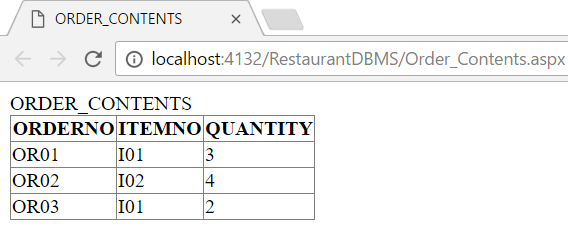 ORDER_CONTENTS
localhost:4132/RestaurantDBMS/Order_Contents.aspx
ORDER_CONTENTS
ORDERNO ITEMNO QUANTITY
OR01 I01 3
OR02 I02 4
OR03 I01 2